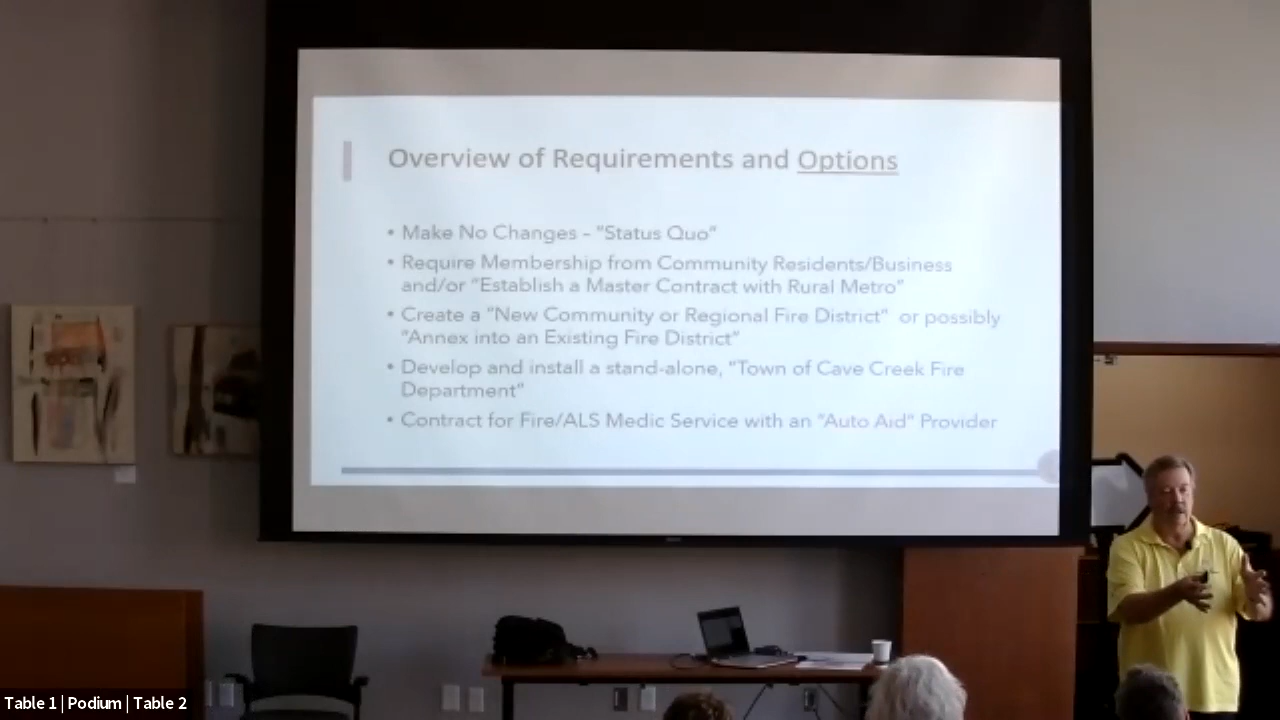 Overview of Requirements and Options
• Make No Changes – "Status Quo"
• Require Membership from Community Residents/Business
and/or "Establish a Master Contract with Rural Metro"
• Create a "New Community or Regional Fire District" or possibly
"Annex into an Existing Fire District"
• Develop and install a stand-alone, "Town of Cave Creek Fire
Department"
• Contract for Fire/ALS Medic Service with an "Auto Aid" Provider
Table 1 | Podium | Table 2